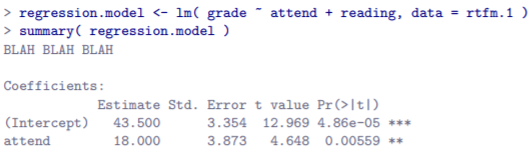 > regression.model <- lm( grade ~ attend + reading, data = rtfm.1 )
> summary( regression.model )
BLAH BLAH BLAH
Coefficients:
Estimate Std. Error t value Pr(>|t|)
(Intercept) 43.500 3.354 12.969 4.86e-05 ***
attend 18.000 3.873 4.648 0.00559 **